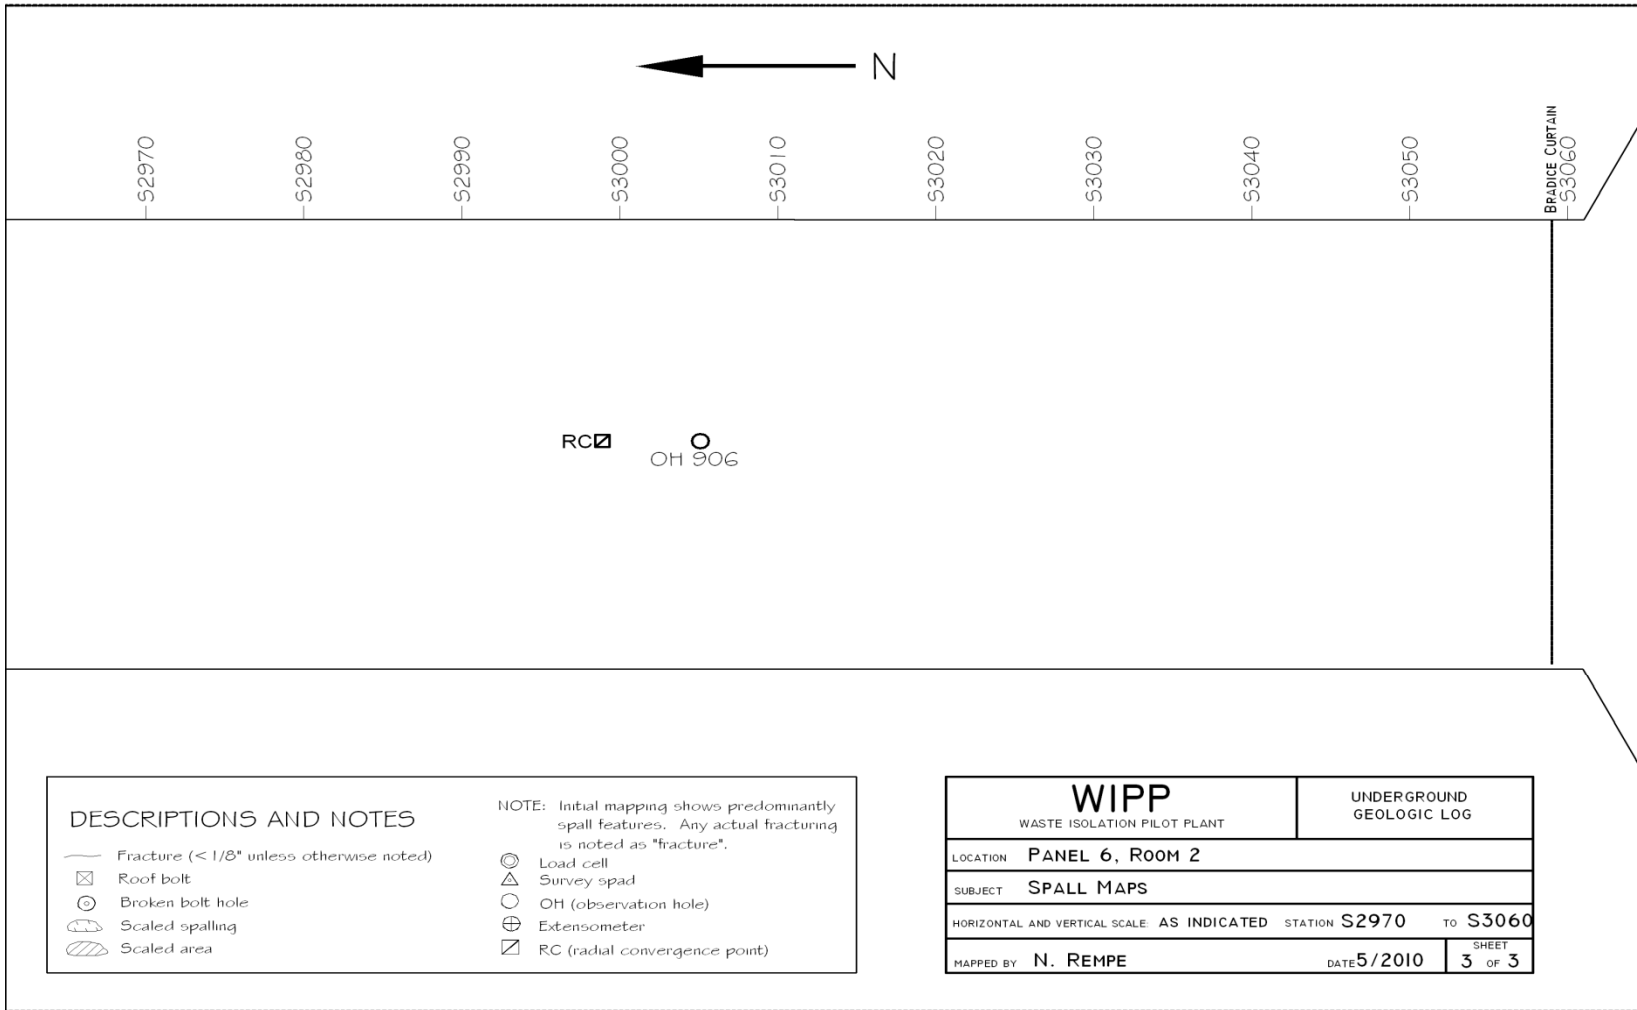 N
S2970
S2980
S2990
S3000
S3010
S3020
S3030
S3040
S3050
BRADICE CURTAIN
S3060
RC
OH 906
DESCRIPTIONS AND NOTES
Fracture (< 1/8" unless otherwise noted)
Roof bolt
Broken bolt hole
Scaled spalling
Scaled area
NOTE: Initial mapping shows predominantly
spall features. Any actual fracturing
is noted as "fracture".
Load cell
Survey spad
OH (observation hole)
Extensometer
RC (radial convergence point)
WIPP
WASTE ISOLATION PILOT PLANT
UNDERGROUND
GEOLOGIC LOG
LOCATION PANEL 6, ROOM 2
SUBJECT SPALL MAPS
HORIZONTAL AND VERTICAL SCALE: AS INDICATED STATION S2970 TO S3060
MAPPED BY N. REMPE DATE 5/2010
SHEET
3 OF 3